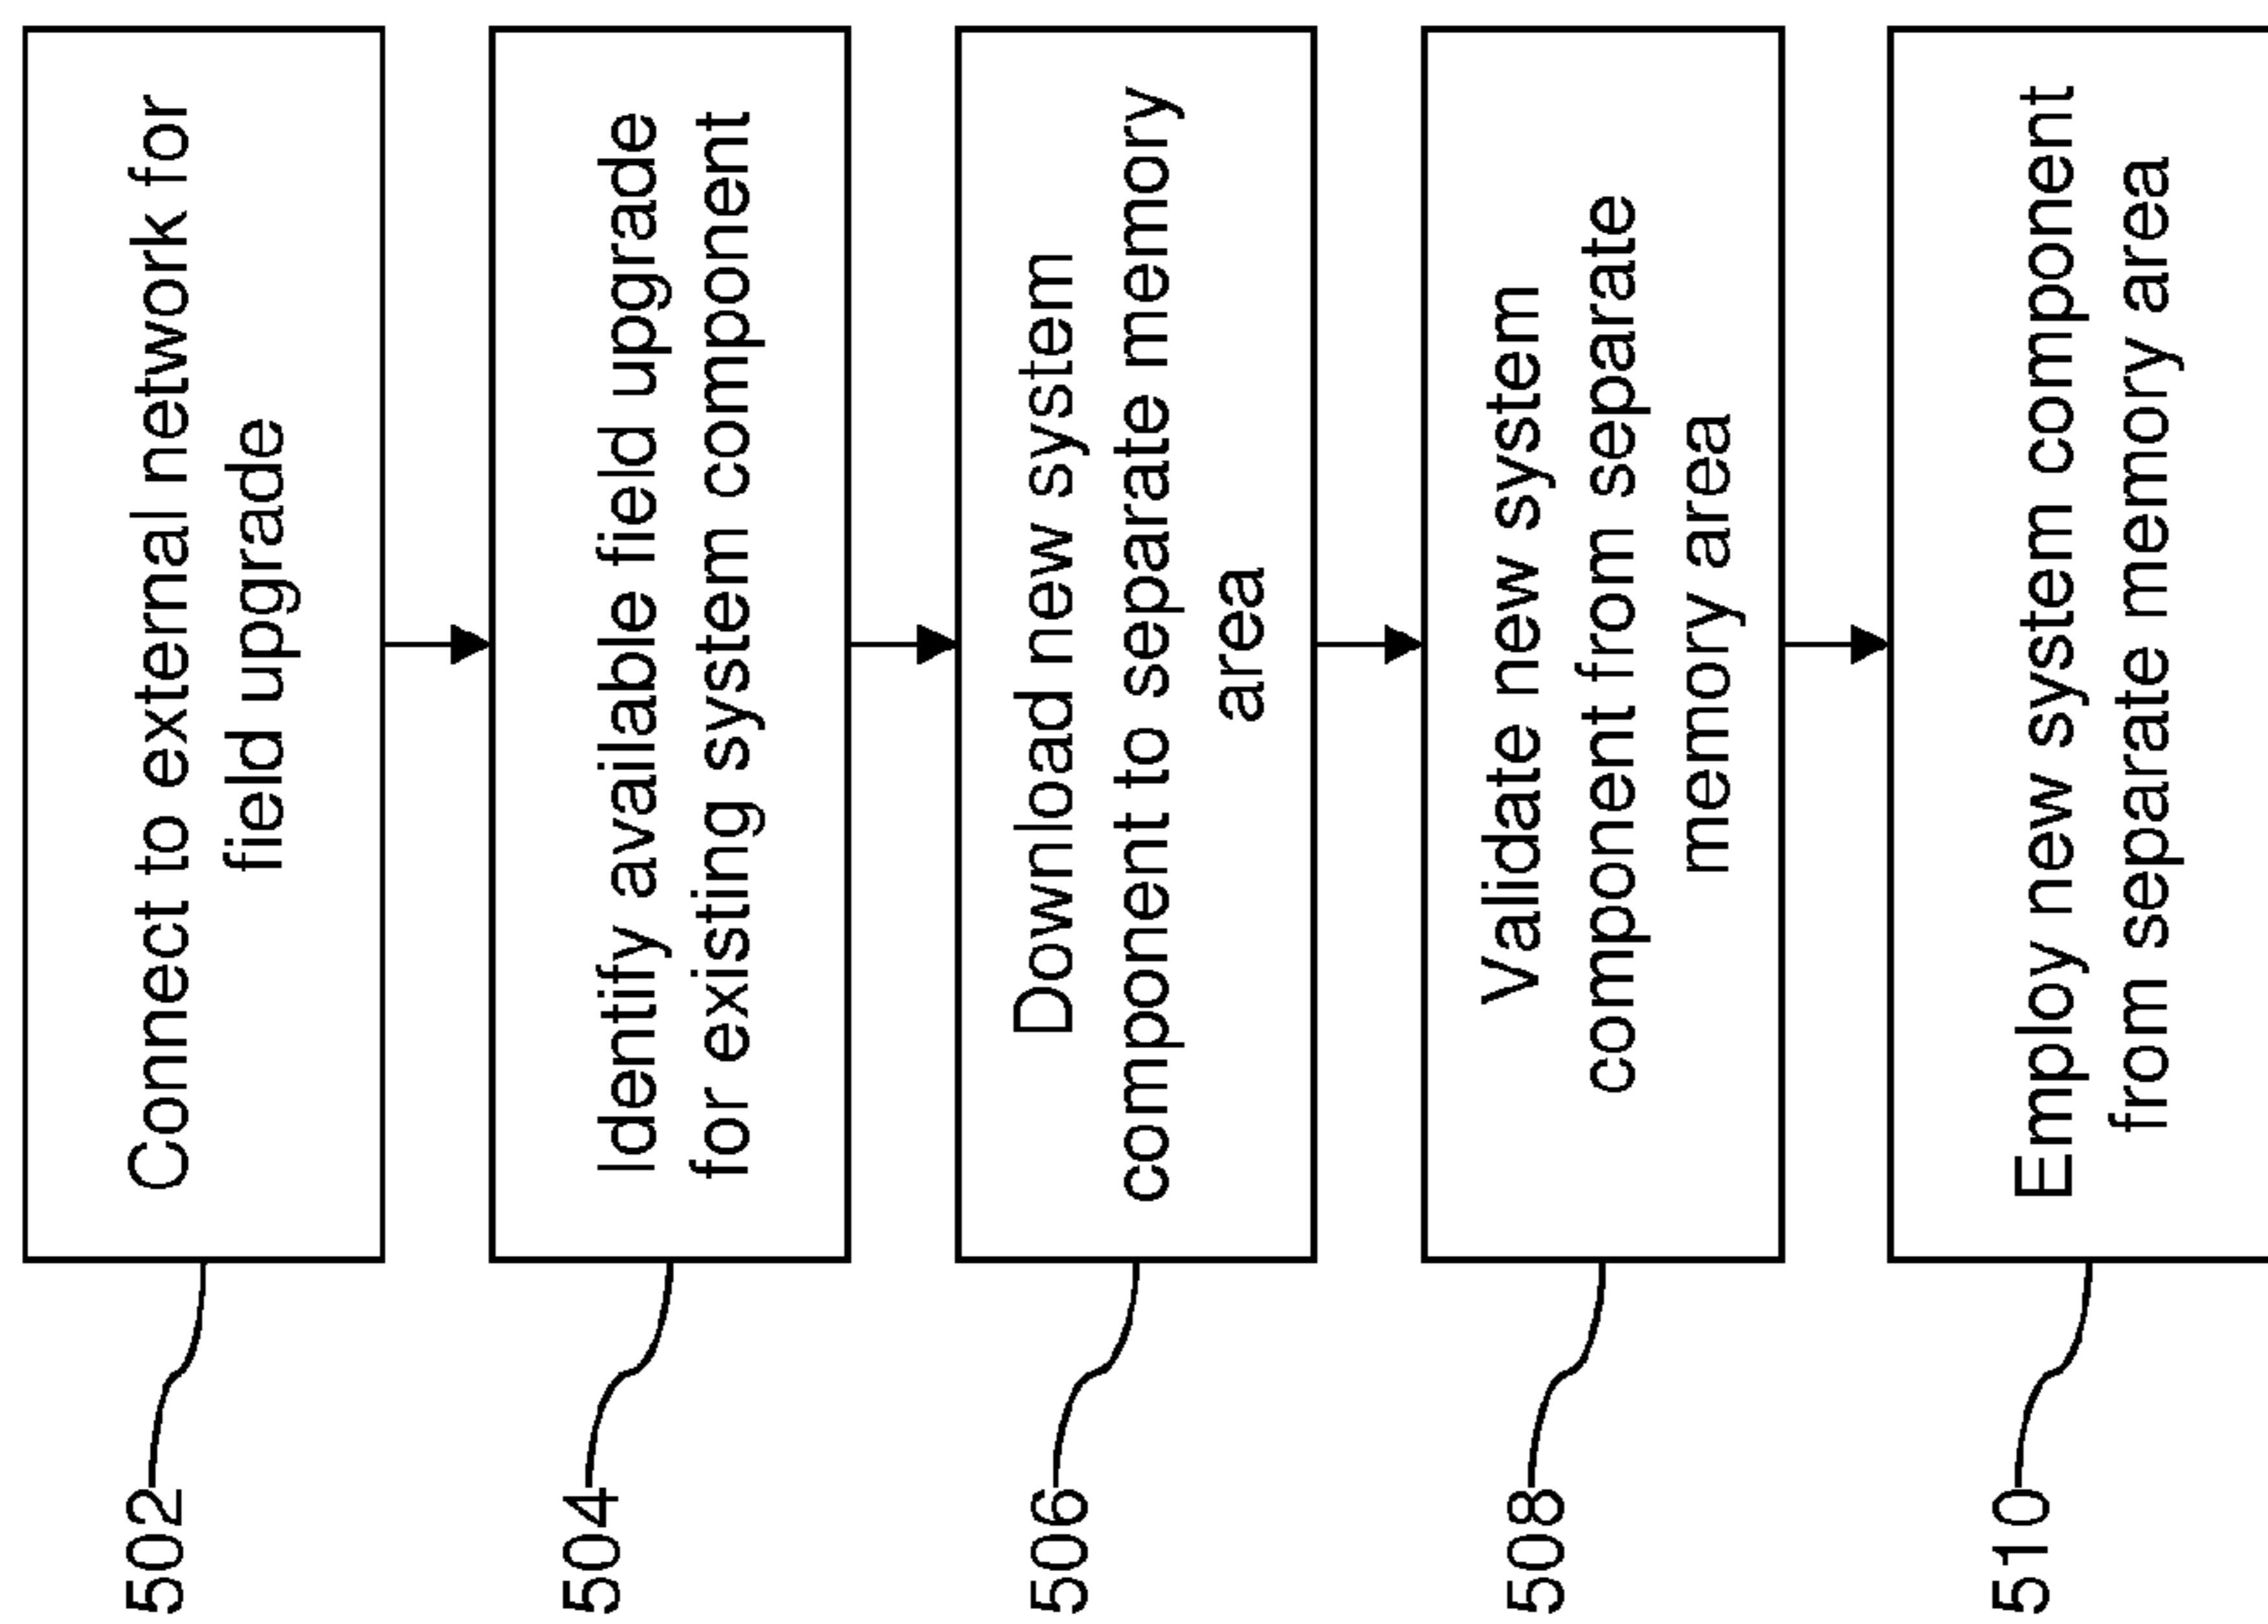 502
Connect to external network for
field upgrade
504
Identify available field upgrade
for existing system component
506
Download new system
component to separate memory
area
508
Validate new system
component from separate
memory area
510
Employ new system component
from separate memory area